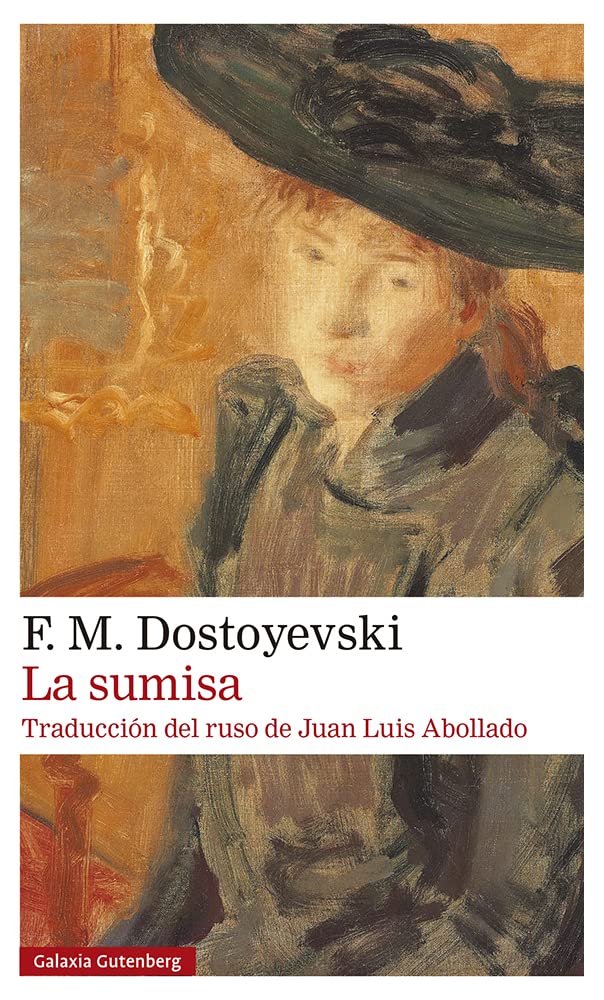 F. M. Dostoyevski
La sumisa
Traducción del ruso de Juan Luis Abollado
Galaxia Gutenberg